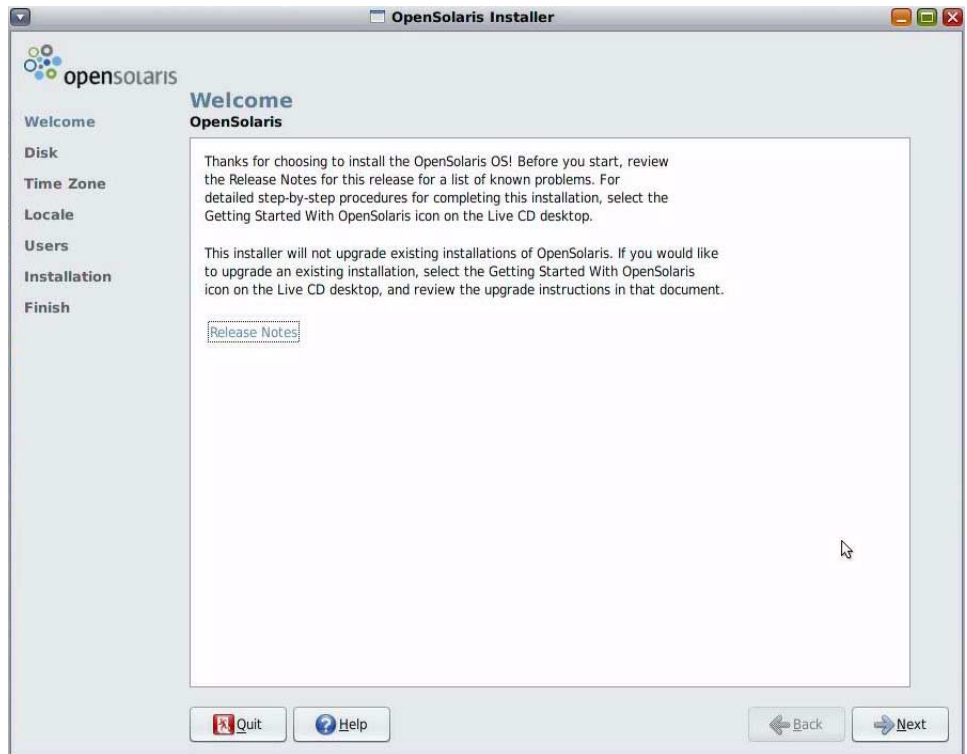 OpenSolaris Installer
opensolaris
Welcome
Disk
Time Zone
Locale
Users
Installation
Finish
Welcome
OpenSolaris
Thanks for choosing to install the OpenSolaris OS! Before you start, review
the Release Notes for this release for a list of known problems. For
detailed step-by-step procedures for completing this installation, select the
Getting Started With OpenSolaris icon on the Live CD desktop.
This installer will not upgrade existing installations of OpenSolaris. If you would like
to upgrade an existing installation, select the Getting Started With OpenSolaris
icon on the Live CD desktop, and review the upgrade instructions in that document.
Release Notes
Quit
Help
Back
Next